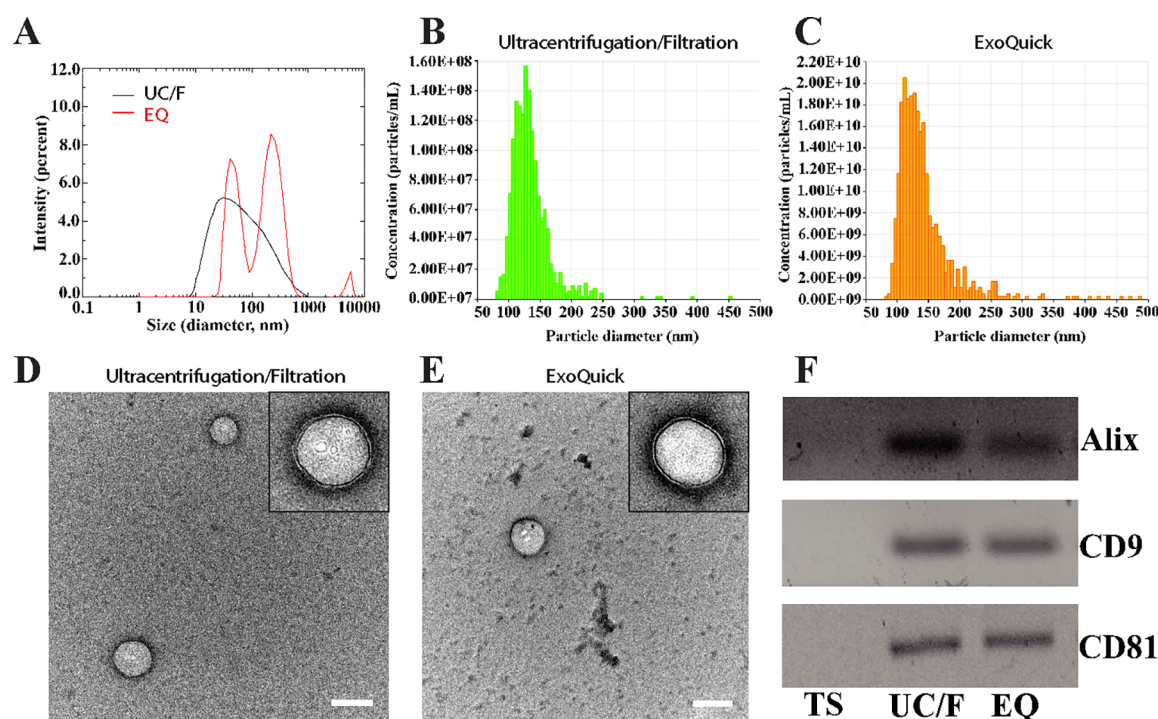 A
12.0
10.0
8.0
6.0
4.0
2.0
0.0
UC/F
EQ
Intensity (percent)
0.1 1 10 100 1000 10000
Size (diameter, nm)
B
Ultracentrifugation/Filtration
1.60E+08
1.40E+08
1.20E+08
1.00E+08
8.00E+07
6.00E+07
4.00E+07
2.00E+07
0.00E+07
Concentration (particles/mL)
50 100 150 200 250 300 350 400 450 500
Particle diameter (nm)
C
ExoQuick
2.20E+10
2.00E+10
1.80E+10
1.60E+10
1.40E+10
1.20E+10
1.00E+10
8.00E+09
6.00E+09
4.00E+09
2.00E+09
0.00E+09
Concentration (particles/mL)
50 100 150 200 250 300 350 400 450 500
Particle diameter (nm)
D
Ultracentrifugation/Filtration
E
ExoQuick
F
Alix
CD9
CD81
TS UC/F EQ